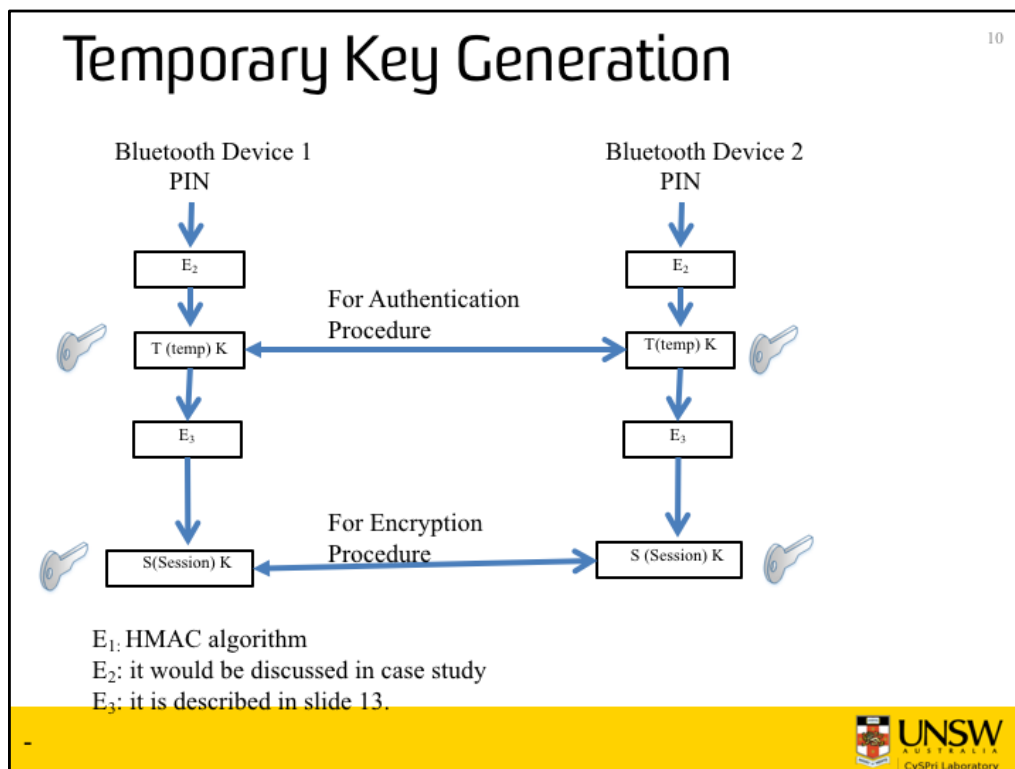 10
Temporary Key Generation
Bluetooth Device 1
PIN
Bluetooth Device 2
PIN
E₂
E₂
For Authentication
Procedure
T (temp) K
T(temp) K
E₃
E₃
For Encryption
Procedure
S(Session) K
S (Session) K
E₁: HMAC algorithm
E₂: it would be discussed in case study
E₃: it is described in slide 13.
-
UNSW
AUSTRALIA
CySPri Laboratory